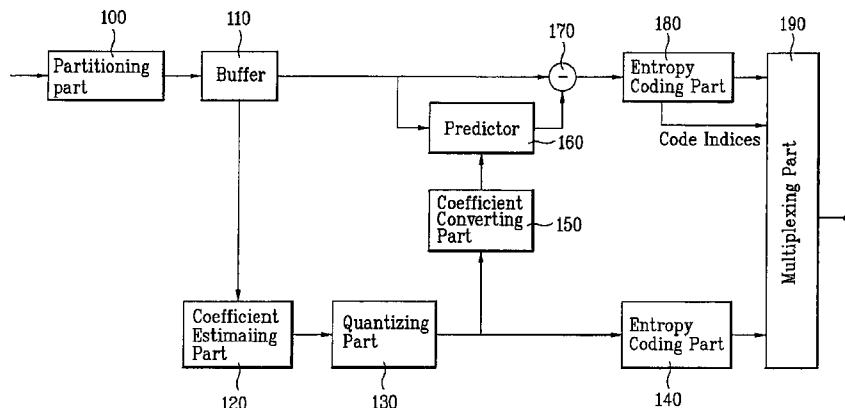 100
110
170
180
190
Partitioning
part
Buffer
−
Entropy
Coding Part
Predictor
160
Code Indices
Coefficient
Converting
Part
150
Multiplexing Part
Coefficient
Estimaiing
Part
Quantizing
Part
Entropy
Coding Part
120
130
140